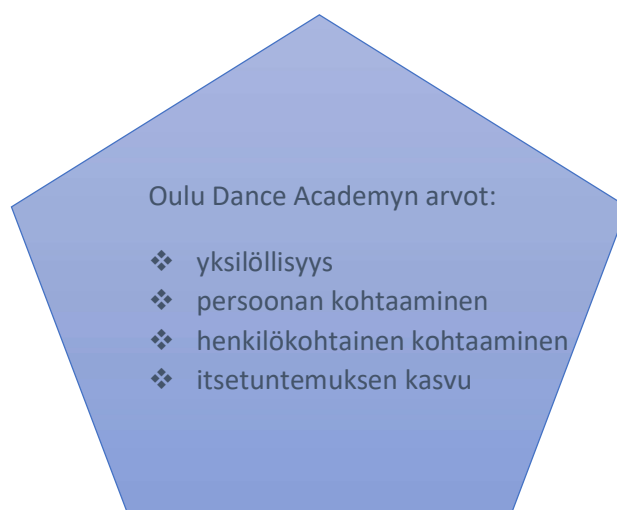 Oulu Dance Academyn arvot:
❖ yksilöllisyys
❖ persoonan kohtaaminen
❖ henkilökohtainen kohtaaminen
❖ itsetuntemuksen kasvu